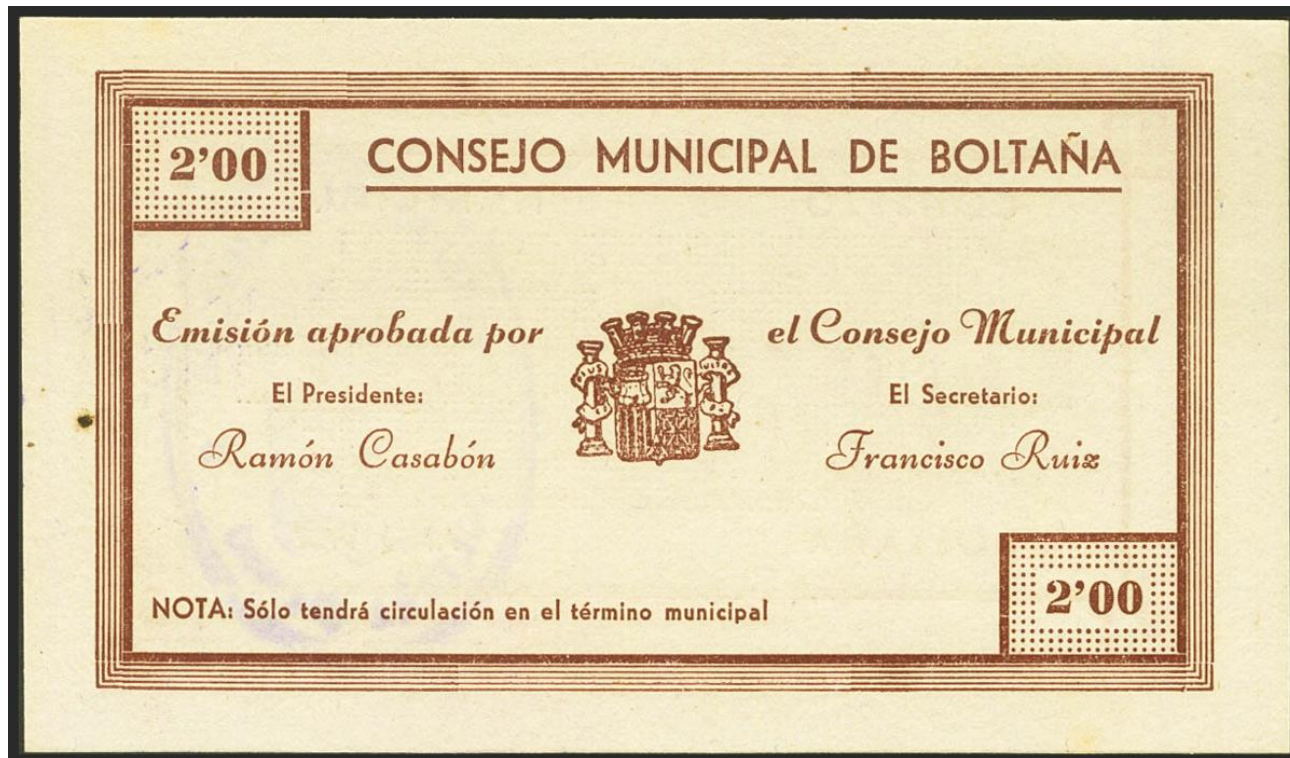 2'00
CONSEJO MUNICIPAL DE BOLTAÑA
Emisión aprobada por el Consejo Municipal
El Presidente: El Secretario:
Ramón Casabón Francisco Ruiz
NOTA: Sólo tendrá circulación en el término municipal
2'00